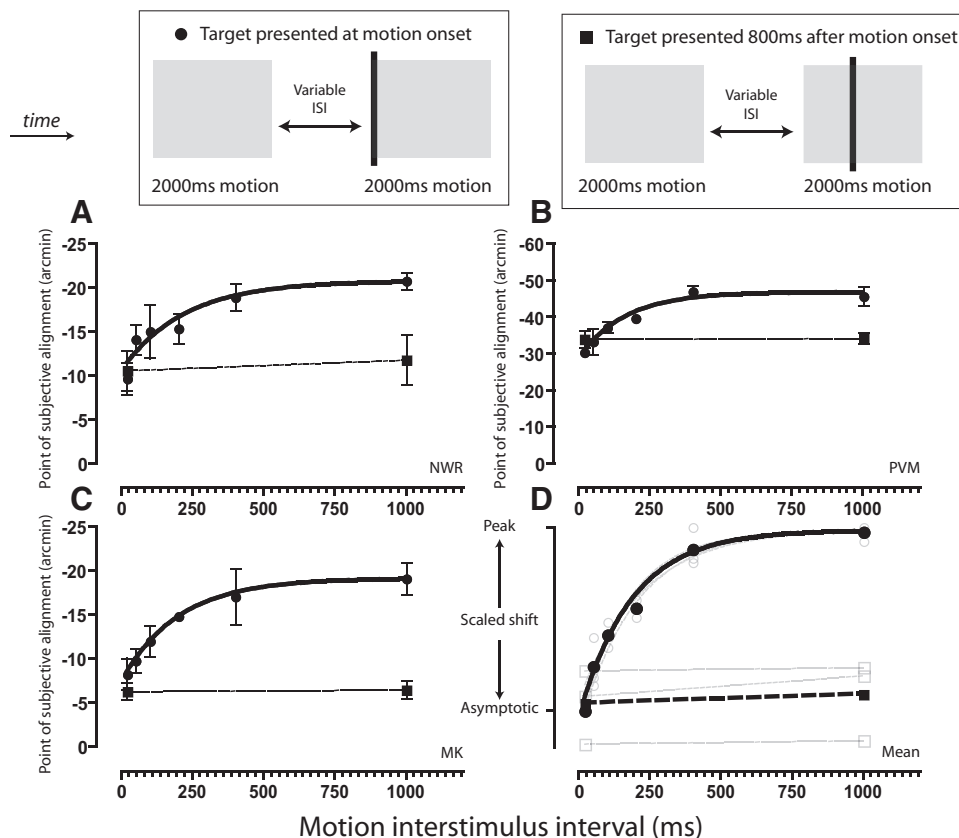 ● Target presented at motion onset
■ Target presented 800ms after motion onset
time
Variable
ISI
2000ms motion
2000ms motion
Variable
ISI
2000ms motion
2000ms motion
A
Point of subjective alignment (arcmin)
-25
-20
-15
-10
-5
0
NWR
0 250 500 750 1000
B
Point of subjective alignment (arcmin)
-60
-50
-40
-30
-20
-10
0
PVM
0 250 500 750 1000
C
Point of subjective alignment (arcmin)
-25
-20
-15
-10
-5
0
MK
0 250 500 750 1000
D
Peak
Scaled shift
Asymptotic
Mean
0 250 500 750 1000
Motion interstimulus interval (ms)